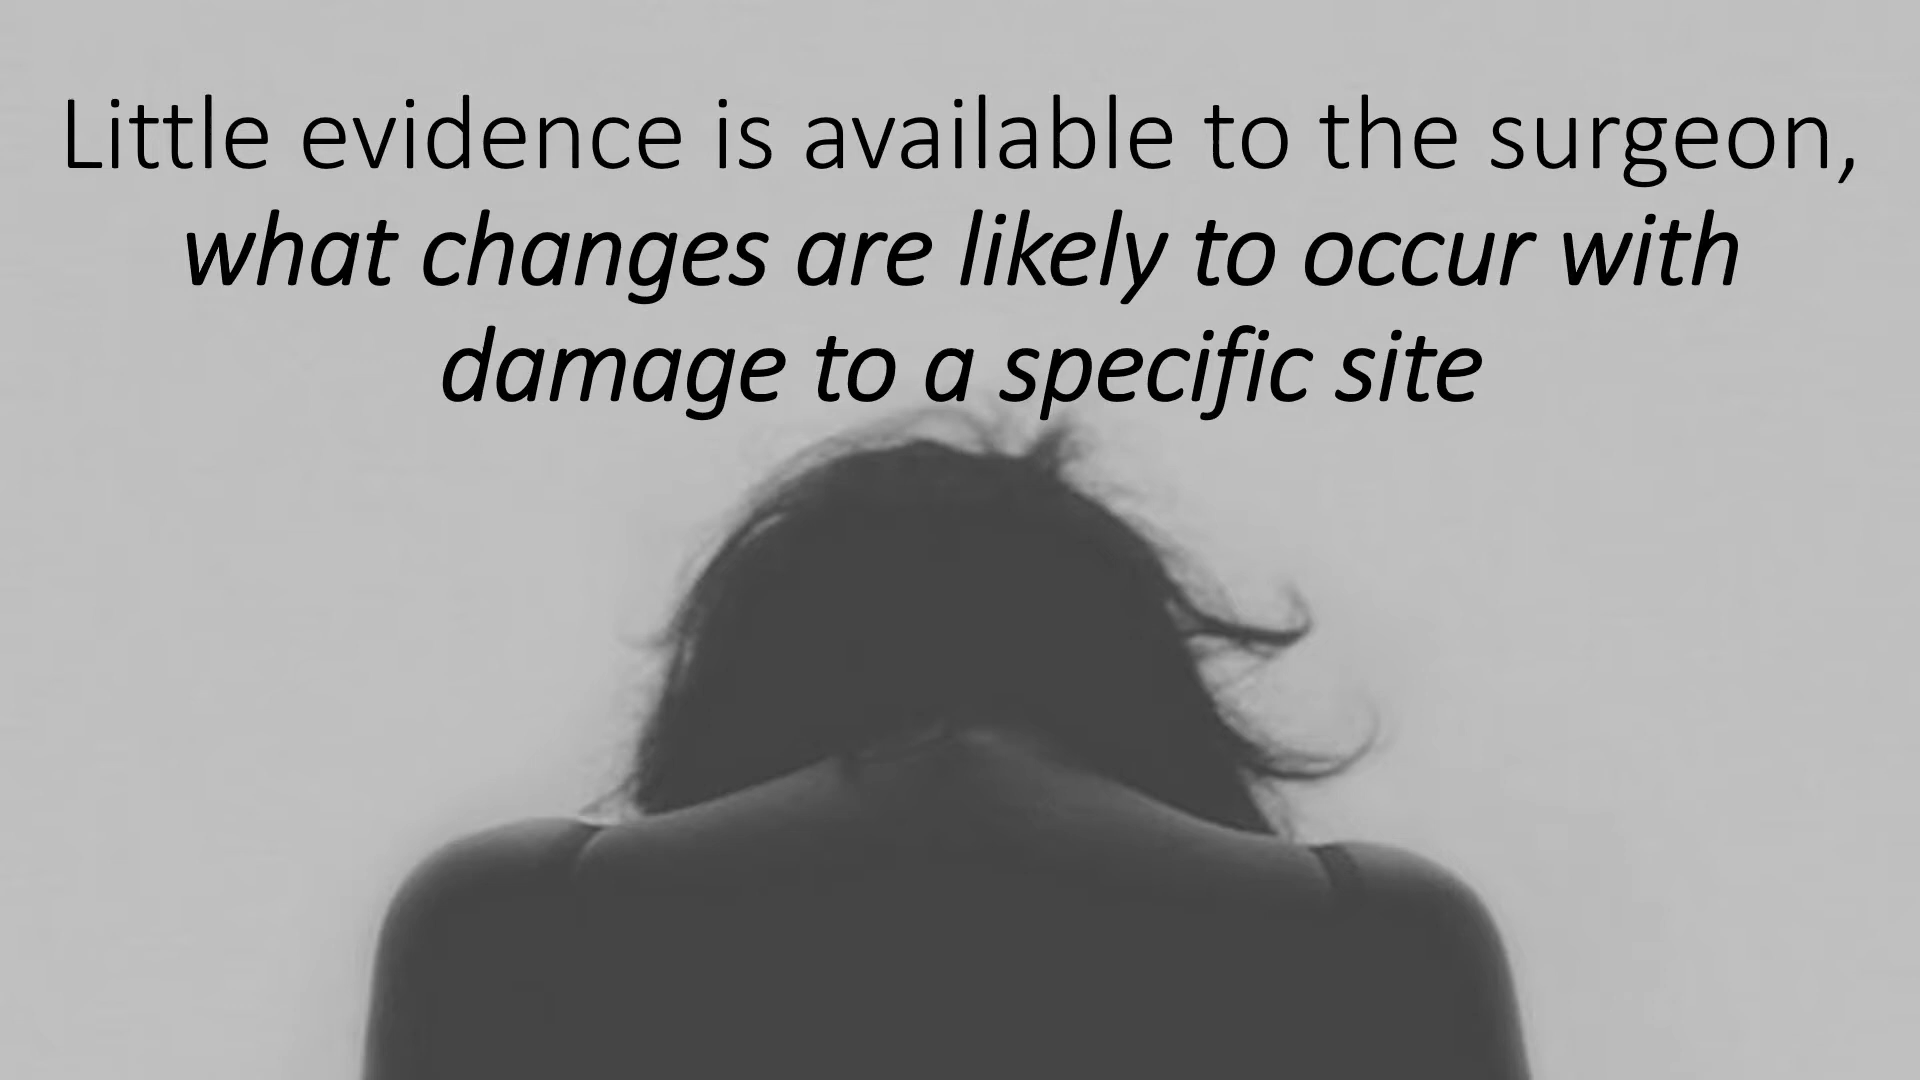 Little evidence is available to the surgeon,
what changes are likely to occur with
damage to a specific site